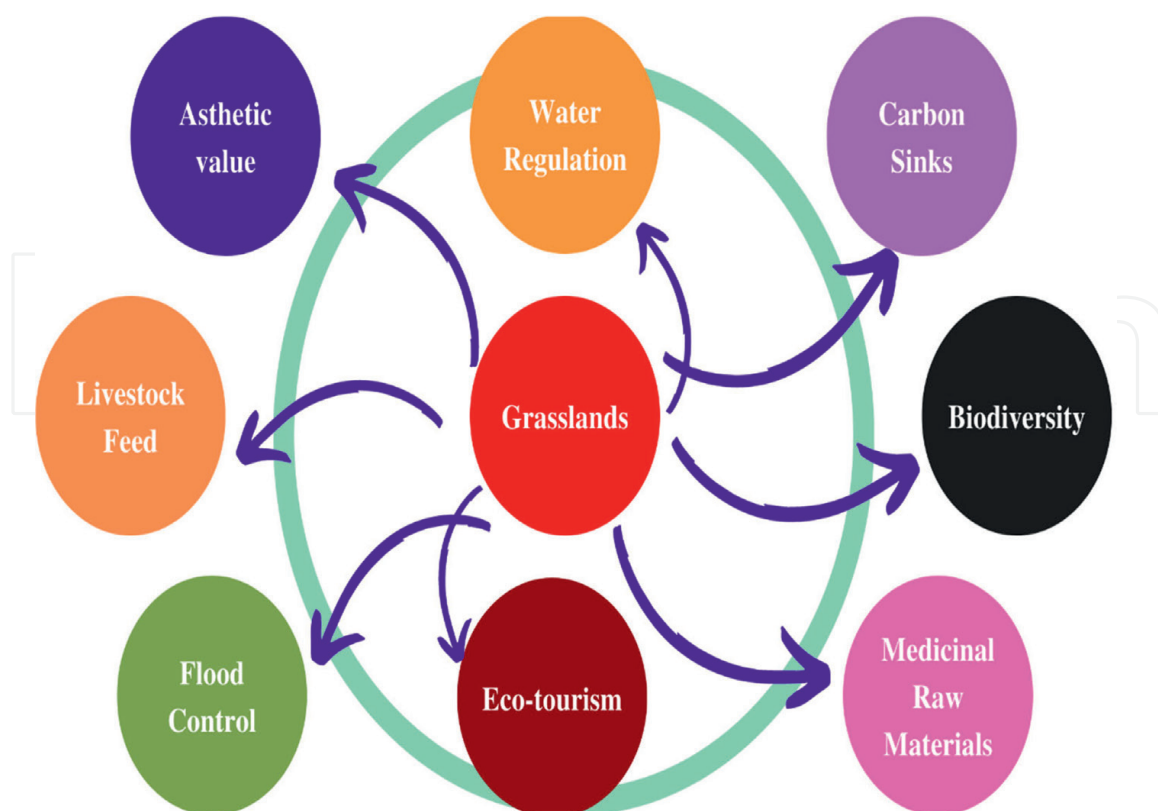 Asthetic
value
Water
Regulation
Carbon
Sinks
Livestock
Feed
Grasslands
Biodiversity
Flood
Control
Eco-tourism
Medicinal
Raw
Materials